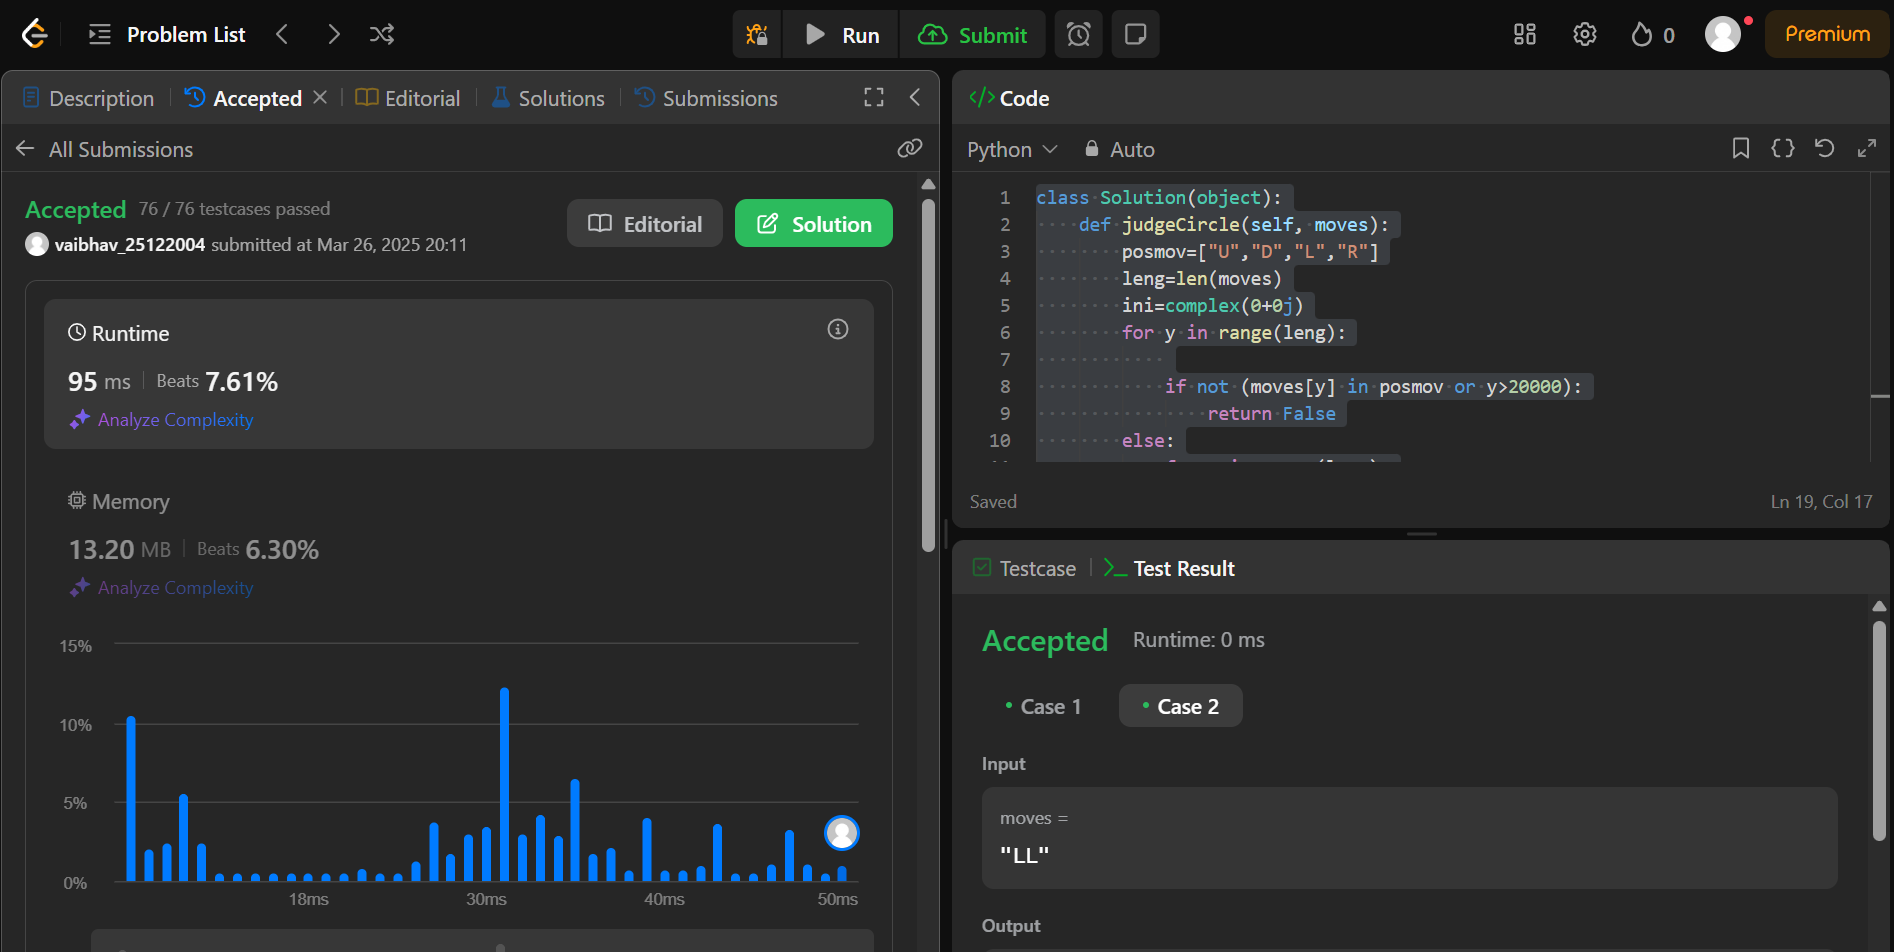 Problem List
Run
Submit
0
Premium
Description
Accepted
Editorial
Solutions
Submissions
All Submissions
Accepted 76 / 76 testcases passed
vaibhav_25122004 submitted at Mar 26, 2025 20:11
Editorial
Solution
Runtime
95 ms Beats 7.61%
Analyze Complexity
Memory
13.20 MB Beats 6.30%
Analyze Complexity
15%
10%
5%
0%
18ms
30ms
40ms
50ms
</> Code
Python
Auto
1 class Solution(object):
2     def judgeCircle(self, moves):
3         posmov=["U","D","L","R"]
4         leng=len(moves)
5         ini=complex(0+0j)
6         for y in range(leng):
7
8             if not (moves[y] in posmov or y>20000):
9                 return False
10         else:
Saved
Ln 19, Col 17
Testcase
Test Result
Accepted Runtime: 0 ms
Case 1
Case 2
Input
moves =
"LL"
Output